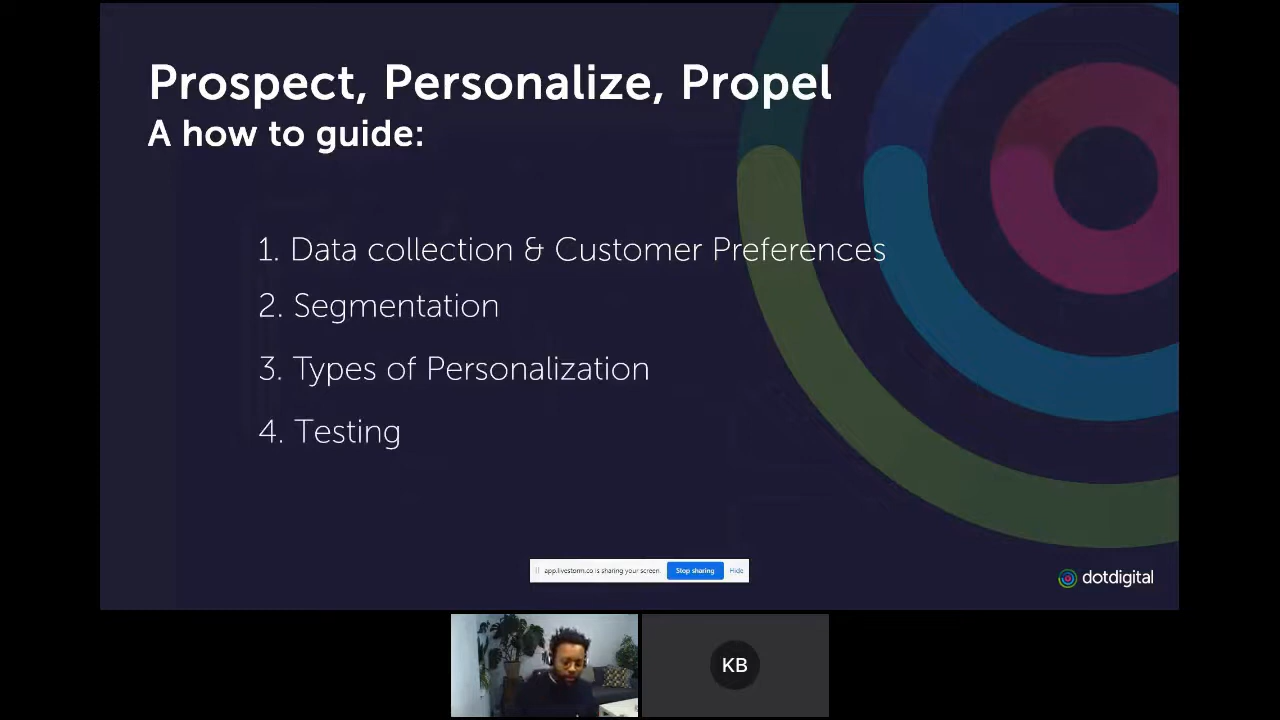 Prospect, Personalize, Propel
A how to guide:
1. Data collection & Customer Preferences
2. Segmentation
3. Types of Personalization
4. Testing
app.livestorm.co is sharing your screen. Stop sharing Hide
dotdigital
KB